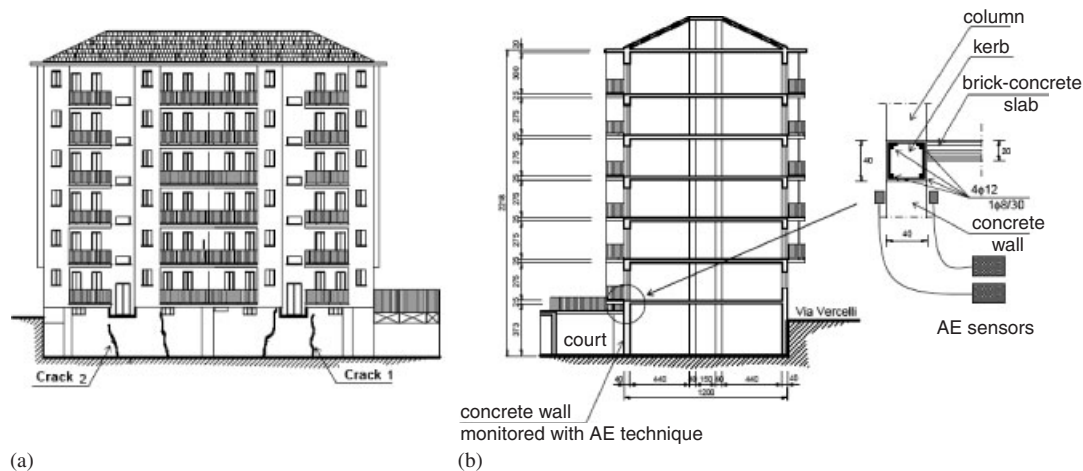 Crack 2
Crack 1
(a)
20
300
25
275
25
275
25
275
25
275
25
275
25
373
2218
court
Via Vercelli
40
440
150
440
40
1200
concrete wall
monitored with AE technique
(b)
column
kerb
brick-concrete
slab
40
20
4φ12
1φ8/30
concrete
wall
40
AE sensors